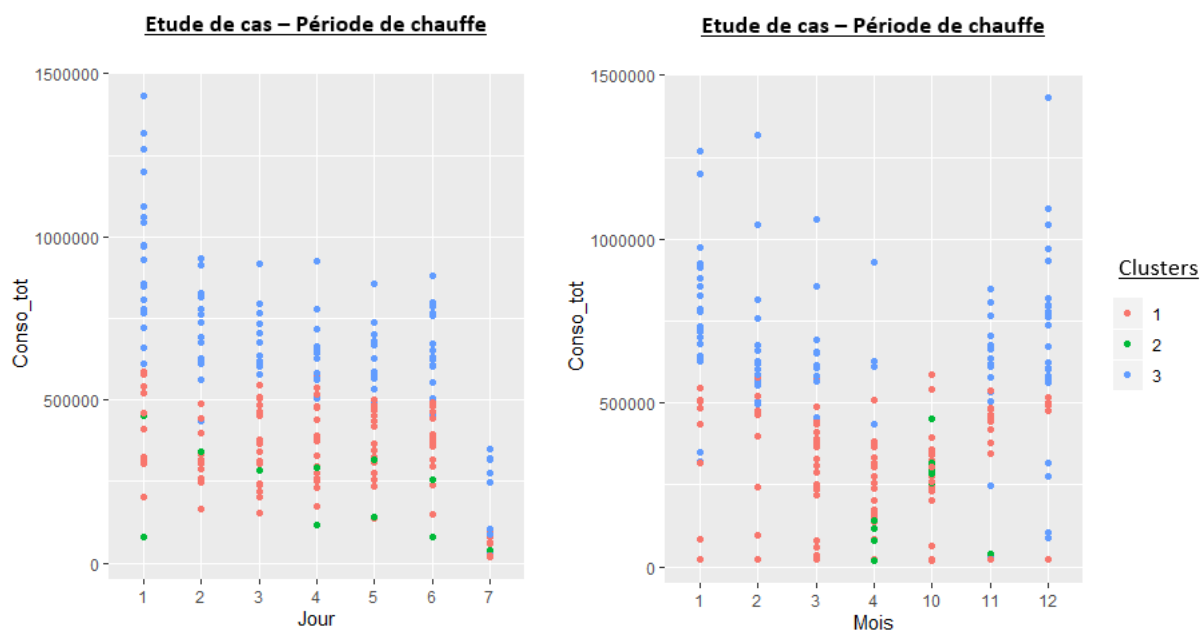 Etude de cas – Période de chauffe
1500000
1000000
500000
0
Conso_tot
1 2 3 4 5 6 7
Jour
Etude de cas – Période de chauffe
1500000
1000000
500000
0
Conso_tot
1 2 3 4 10 11 12
Mois
Clusters
1
2
3